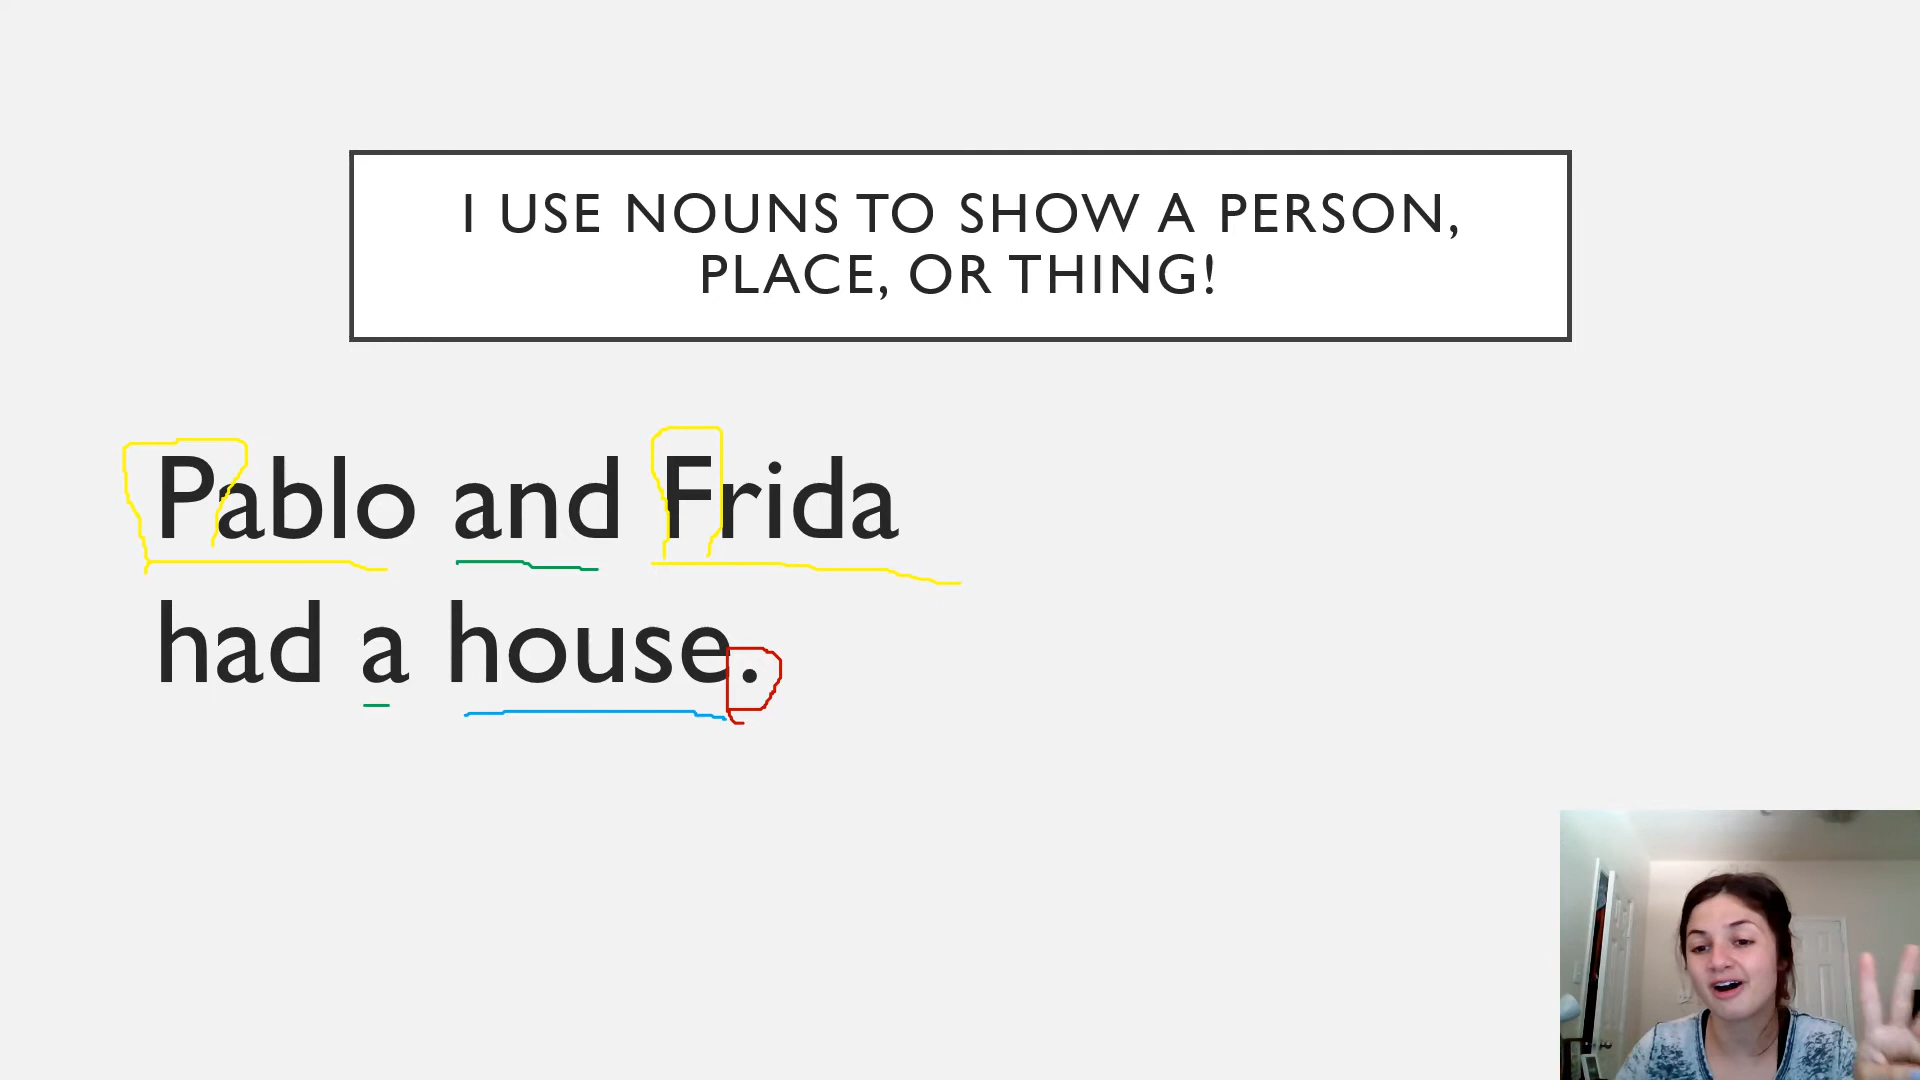 I USE NOUNS TO SHOW A PERSON,
PLACE, OR THING!
Pablo and Frida
had a house.